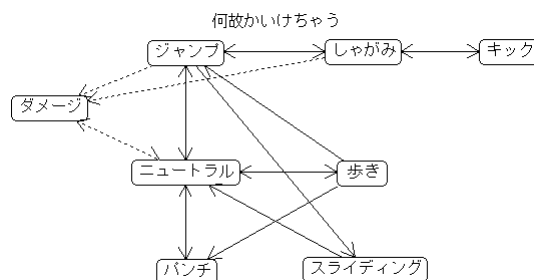 何故かいけちゃう
ジャンプ
しゃがみ
キック
ダメージ
ニュートラル
歩き
パンチ
スライディング